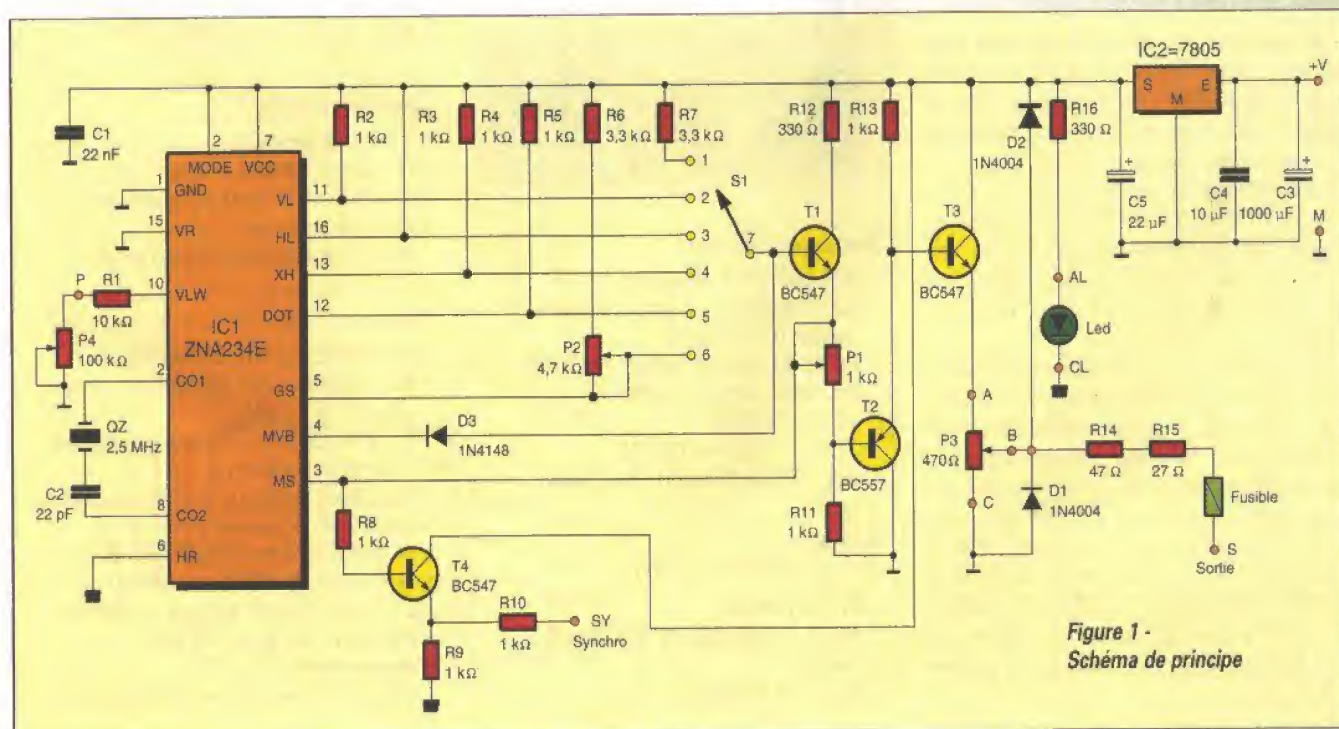 IC2=7805
+V
S
E
M
R2
1 kΩ
R3
1 kΩ
R4
1 kΩ
R5
1 kΩ
R6
3,3 kΩ
R7
3,3 kΩ
R12
330 Ω
R13
1 kΩ
D2
1N4004
R16
330 Ω
C1
22 nF
2
7
MODE
VCC
1
GND
15
VR
P
R1
10 kΩ
10
VLW
P4
100 kΩ
2
CO1
QZ
2,5 MHz
C2
22 pF
8
CO2
6
HR
IC1
ZNA234E
VL
11
HL
16
XH
13
DOT
12
GS
5
MVB
4
MS
3
S1
1
2
3
4
5
6
7
T1
BC547
T3
BC547
C5
22 µF
C4
10 µF
C3
1000 µF
M
+
+
AL
Led
CL
P2
4,7 kΩ
D3
1N4148
P1
1 kΩ
T2
BC557
R11
1 kΩ
A
P3
470Ω
B
C
R14
47 Ω
R15
27 Ω
D1
1N4004
Fusible
S
Sortie
R8
1 kΩ
T4
BC547
R10
1 kΩ
SY
Synchro
R9
1 kΩ
Figure 1 -
Schéma de principe